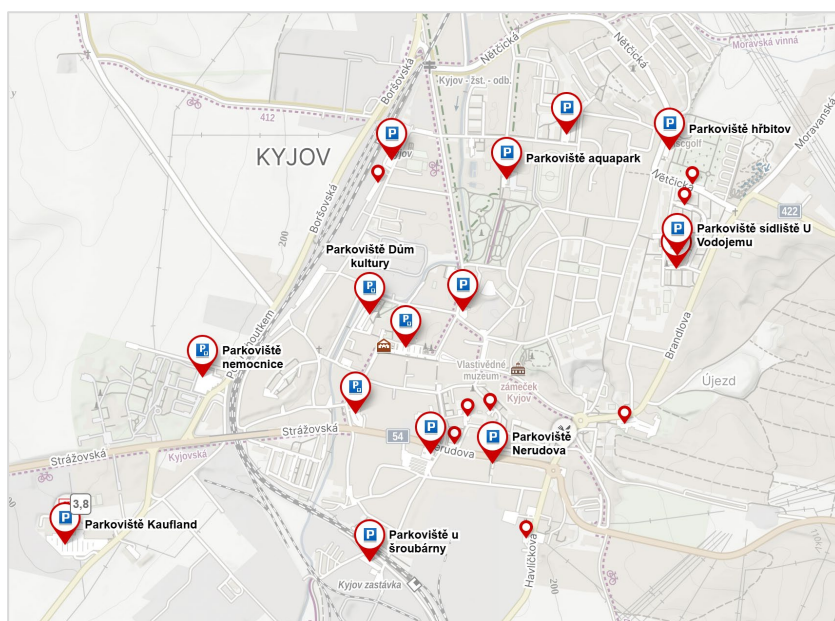 Nětčická
Nětčická
Moravská vinná
Kyjov - žst. - odb.
Boršovská
412
Moravanská
Parkoviště hřbitov
KYJOV
Parkoviště aquapark
Nětčická
Boršovská
422
200
Parkoviště sídliště U
Vodojemu
Parkoviště Dům
kultury
Brandlova
Parkoviště
nemocnice
Vlastivědné
muzeum
zámeček
Kyjov
Újezd
Strážovská
54
Parkoviště
Nerudova
Nerudova
Strážovská
Kyjovská
3,8
Parkoviště Kaufland
Parkoviště u
šroubárny
Havlíčkova
Kyjov zastávka
200